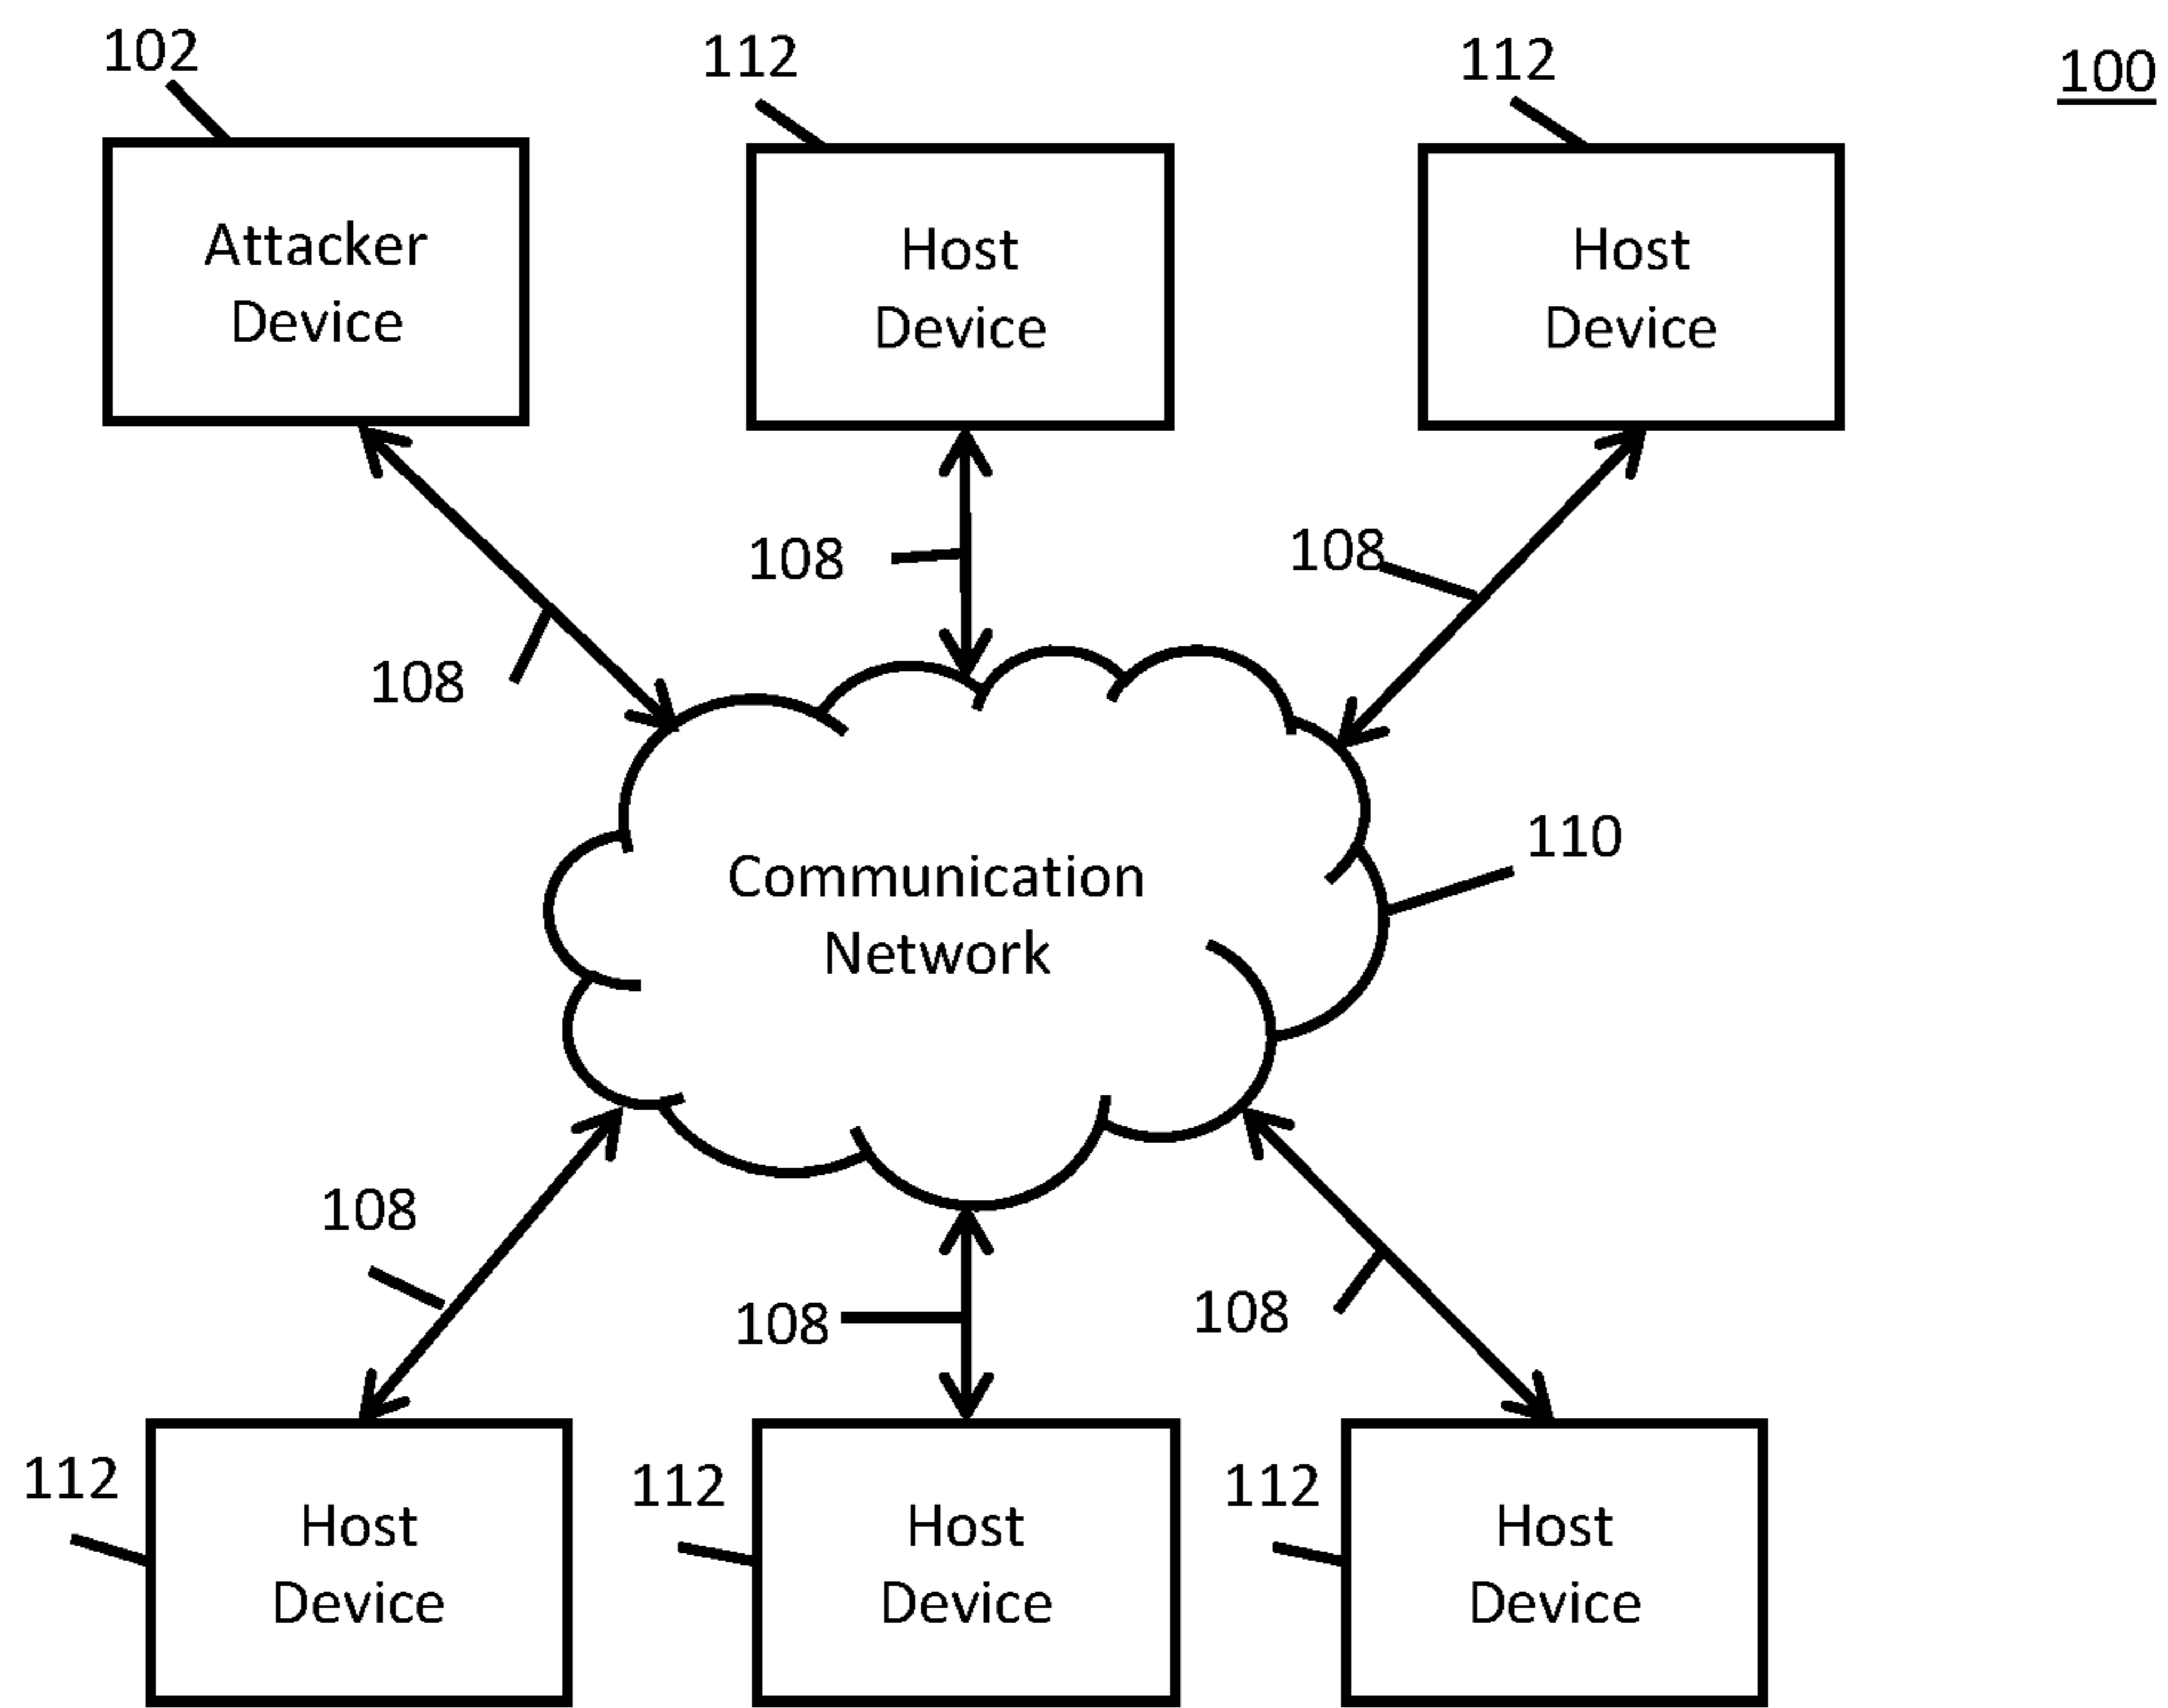 102
112
112
100
Attacker
Device
Host
Device
Host
Device
108
108
108
110
Communication
Network
108
108
108
112
112
112
Host
Device
Host
Device
Host
Device